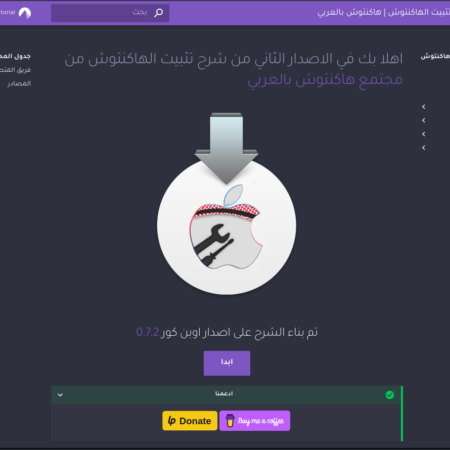 تثبيت الهاكنتوش | هاكنتوش بالعربي
بحث
torial
هاكنتوش
جدول المح
فريق المتط
المصادر
اهلا بك في الاصدار الثاني من شرح تثبيت الهاكنتوش من
مجتمع هاكنتوش بالعربي
تم بناء الشرح على اصدار اوبن كور 0.7.2
ابدا
ادعمنا
Donate
Buy me a coffee